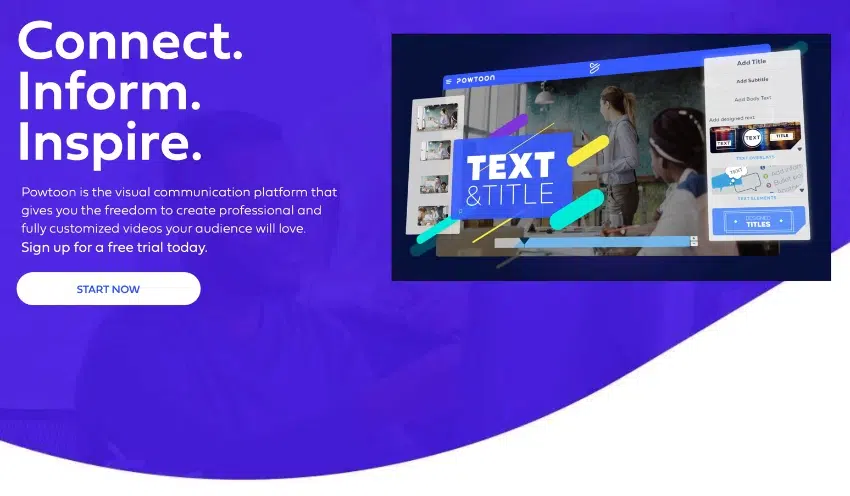 Connect.
Inform.
Inspire.
Powtoon is the visual communication platform that
gives you the freedom to create professional and
fully customized videos your audience will love.
Sign up for a free trial today.
START NOW
POWTOON
TEXT
&TITLE
Add Title
Add Subtitle
Add Body Text
Add designed text
TEXT
TEXT
TITLE
TEXT OVERLAYS
TEXT
Add
Bullet
TEXT ELEMENTS
DESIGNED
TITLES